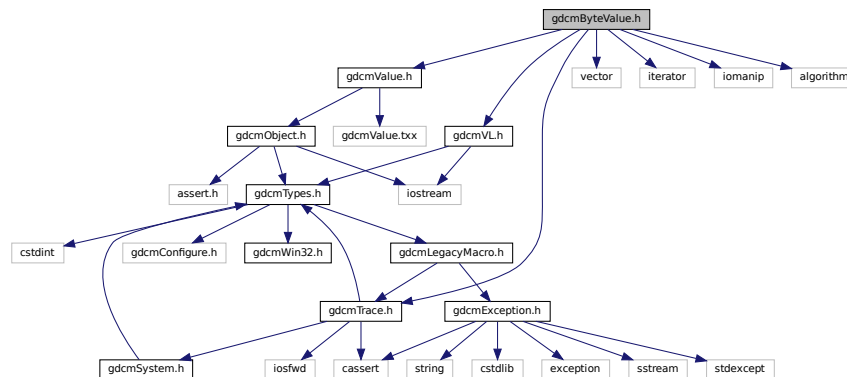 gdcmByteValue.h
gdcmValue.h
vector
iterator
iomanip
algorithm
gdcmObject.h
gdcmValue.txx
gdcmVL.h
assert.h
gdcmTypes.h
iostream
cstdint
gdcmConfigure.h
gdcmWin32.h
gdcmLegacyMacro.h
gdcmTrace.h
gdcmException.h
gdcmSystem.h
iosfwd
cassert
string
cstdlib
exception
sstream
stdexcept